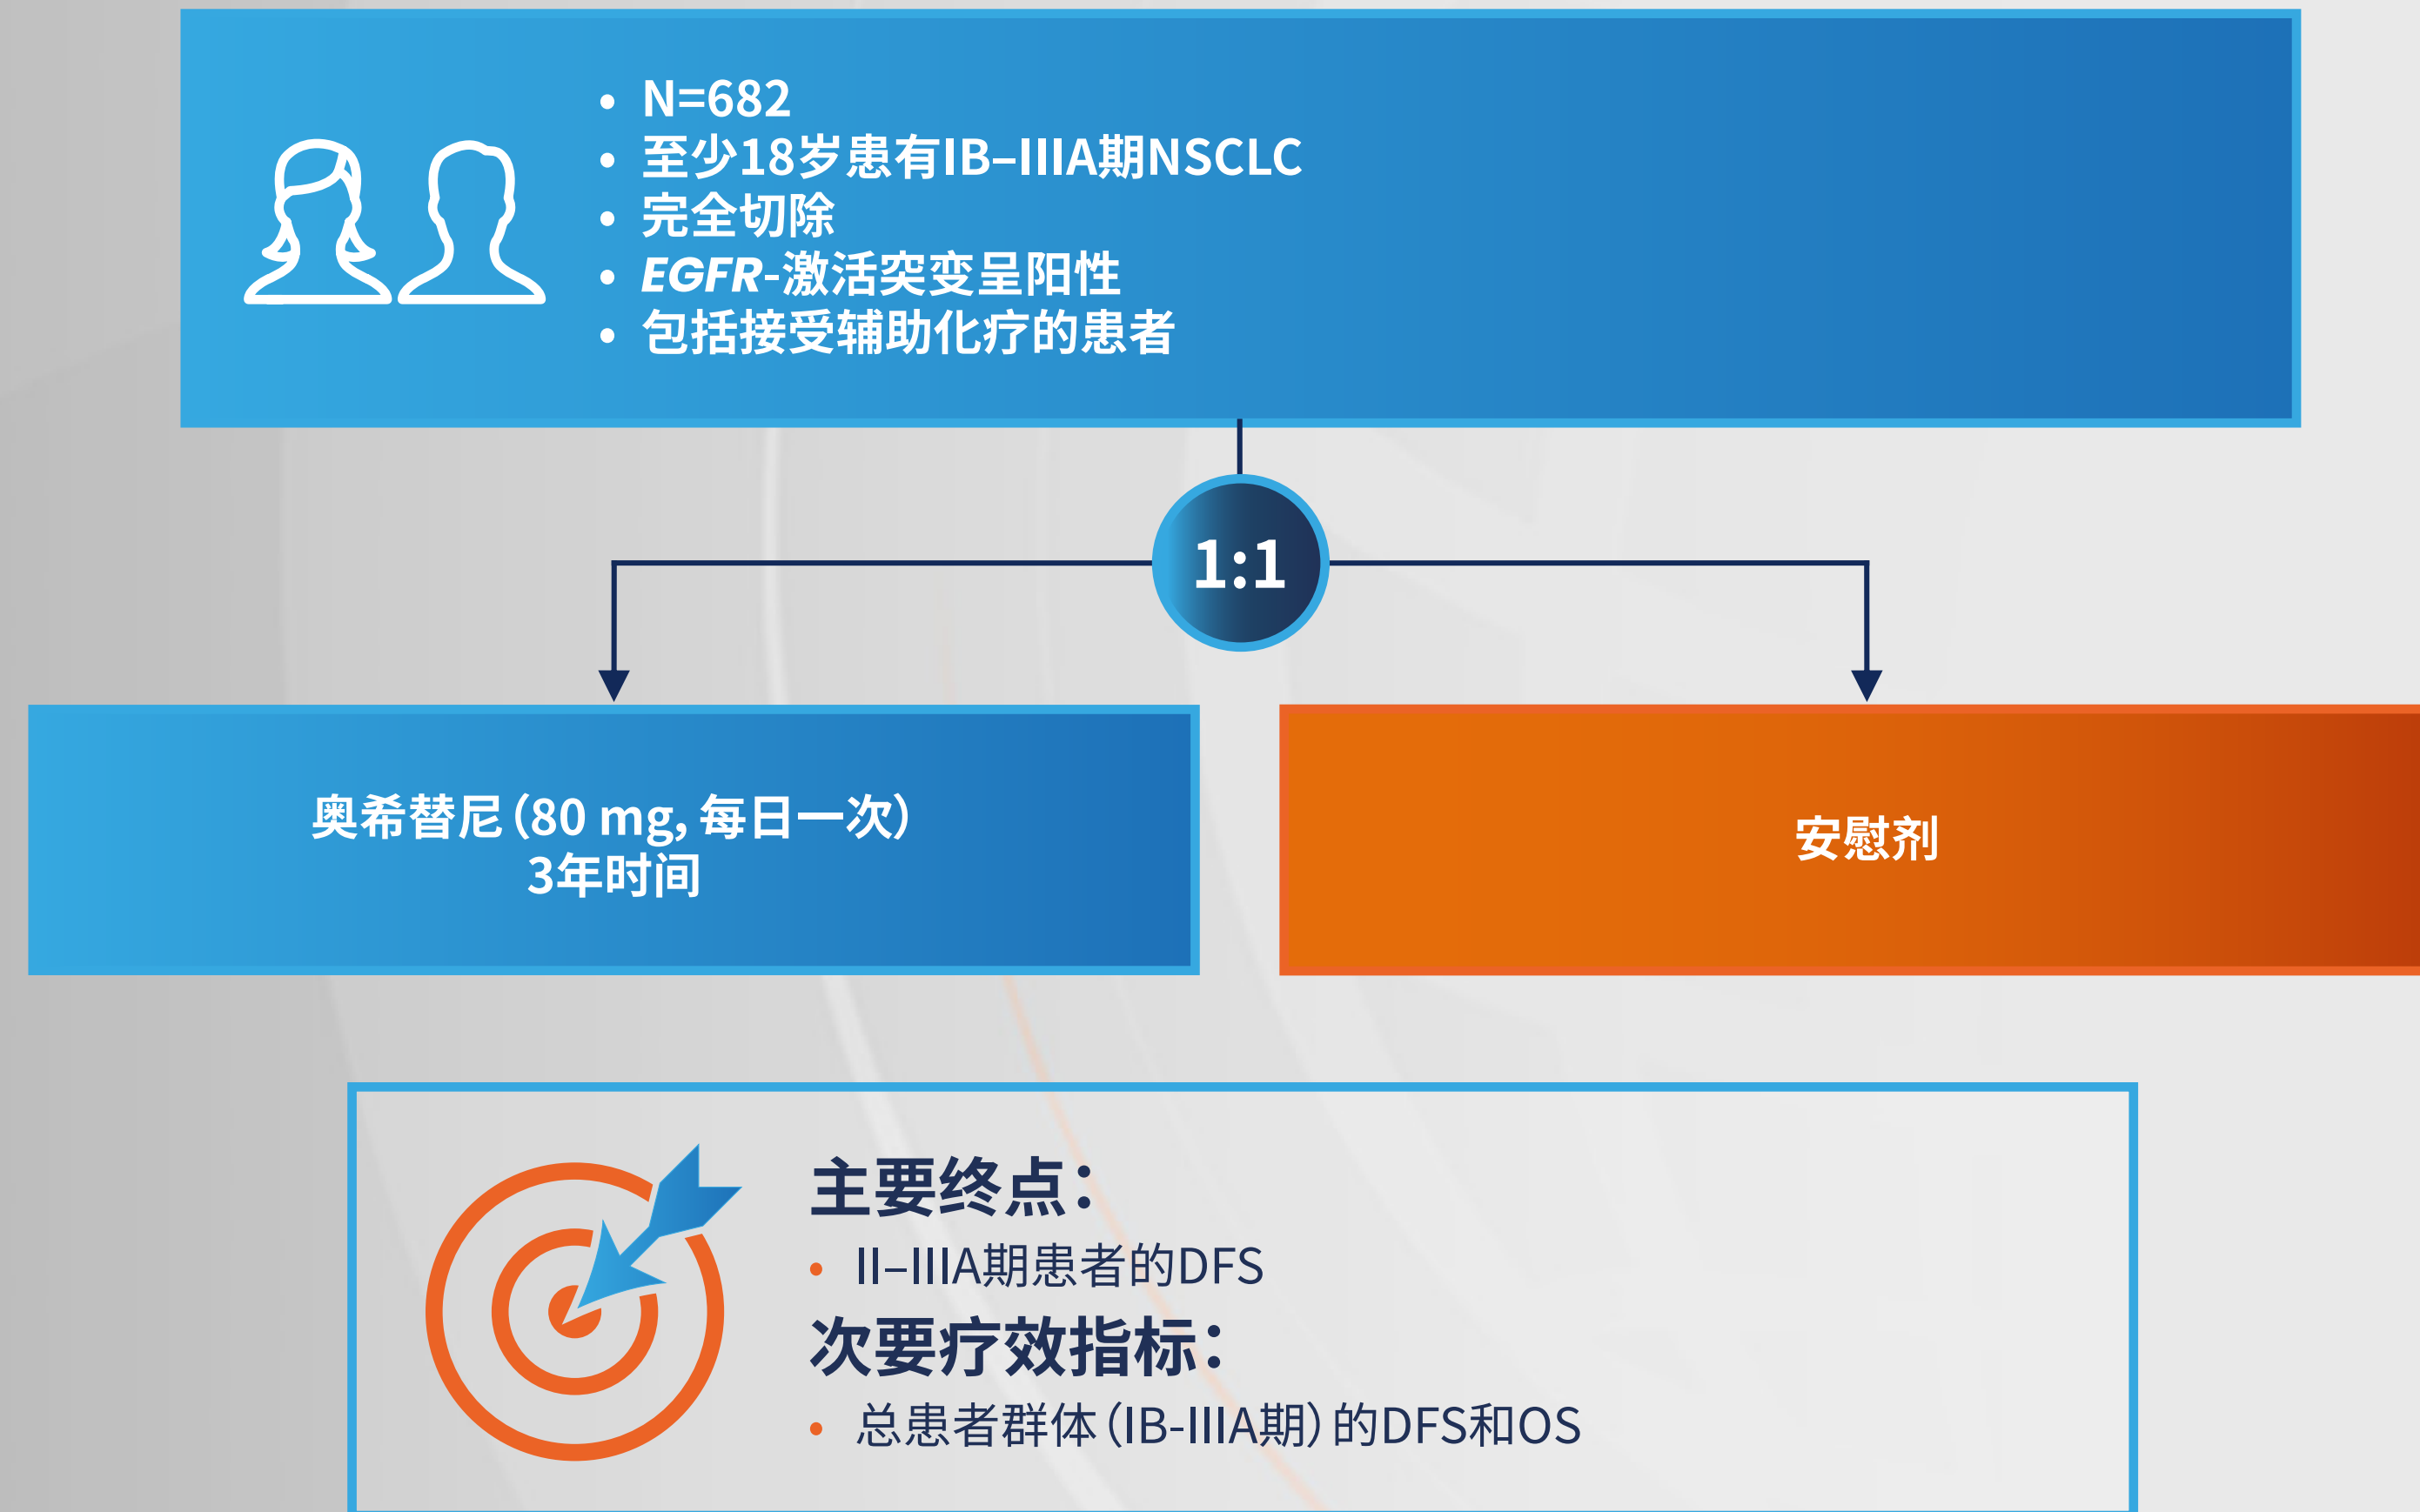 • N=682
• 至少18岁患有IB–IIIA期NSCLC
• 完全切除
• EGFR-激活突变呈阳性
• 包括接受辅助化疗的患者
1:1
奥希替尼（80 mg，每日一次）
3年时间
安慰剂
主要终点：
• II–IIIA期患者的DFS
次要疗效指标：
• 总患者群体（IB-IIIA期）的DFS和OS